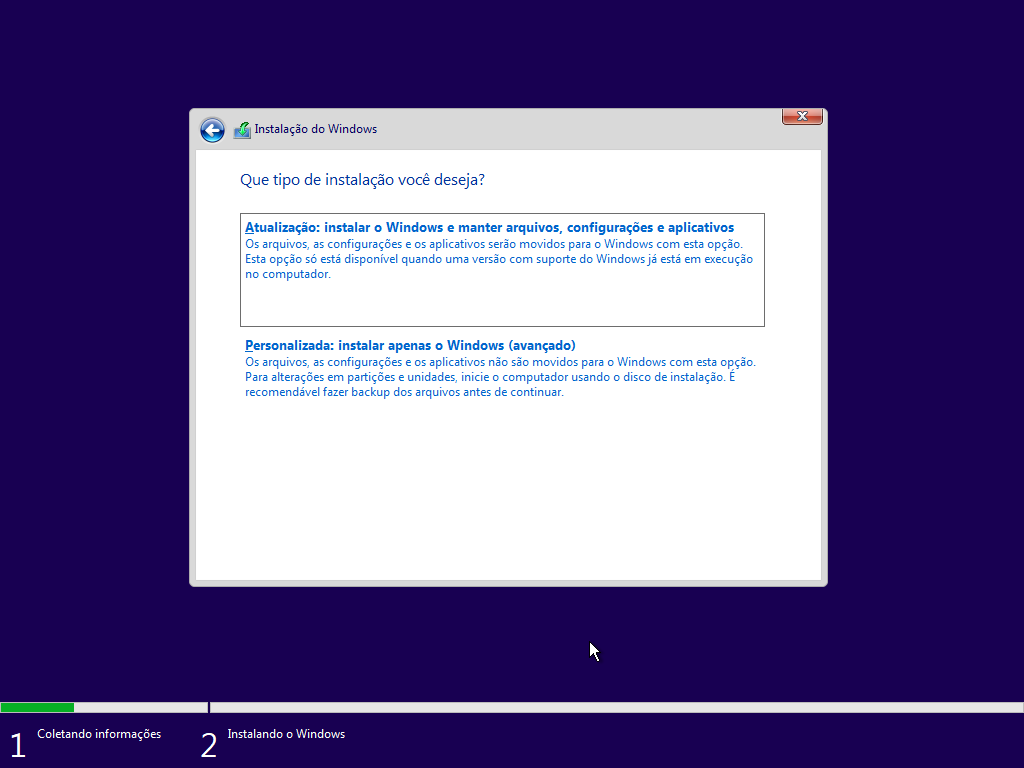 Instalação do Windows
Que tipo de instalação você deseja?
Atualização: instalar o Windows e manter arquivos, configurações e aplicativos
Os arquivos, as configurações e os aplicativos serão movidos para o Windows com esta opção.
Esta opção só está disponível quando uma versão com suporte do Windows já está em execução
no computador.
Personalizada: instalar apenas o Windows (avançado)
Os arquivos, as configurações e os aplicativos não são movidos para o Windows com esta opção.
Para alterações em partições e unidades, inicie o computador usando o disco de instalação. É
recomendável fazer backup dos arquivos antes de continuar.
1 Coletando informações
2 Instalando o Windows